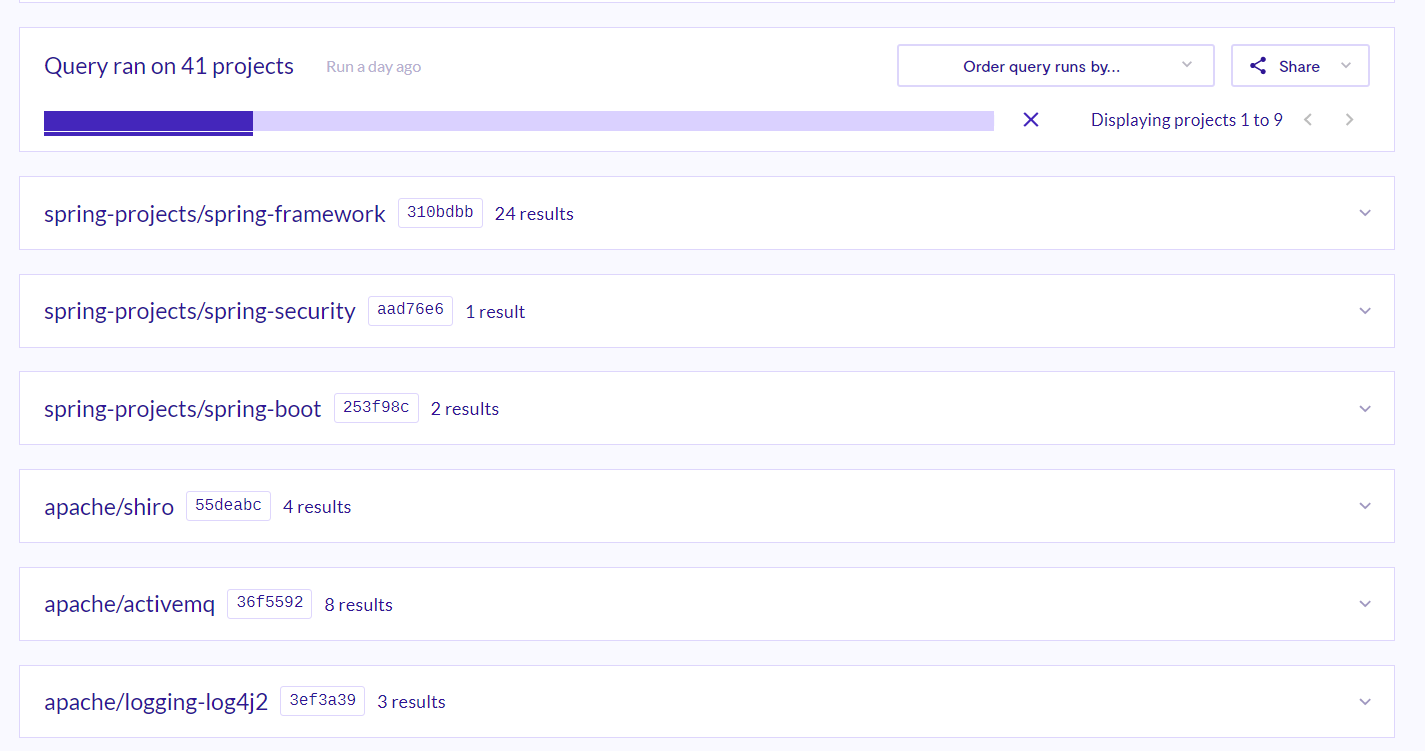 Query ran on 41 projects Run a day ago Order query runs by... Share
Displaying projects 1 to 9
spring-projects/spring-framework 310bdbb 24 results
spring-projects/spring-security aad76e6 1 result
spring-projects/spring-boot 253f98c 2 results
apache/shiro 55deabc 4 results
apache/activemq 36f5592 8 results
apache/logging-log4j2 3ef3a39 3 results